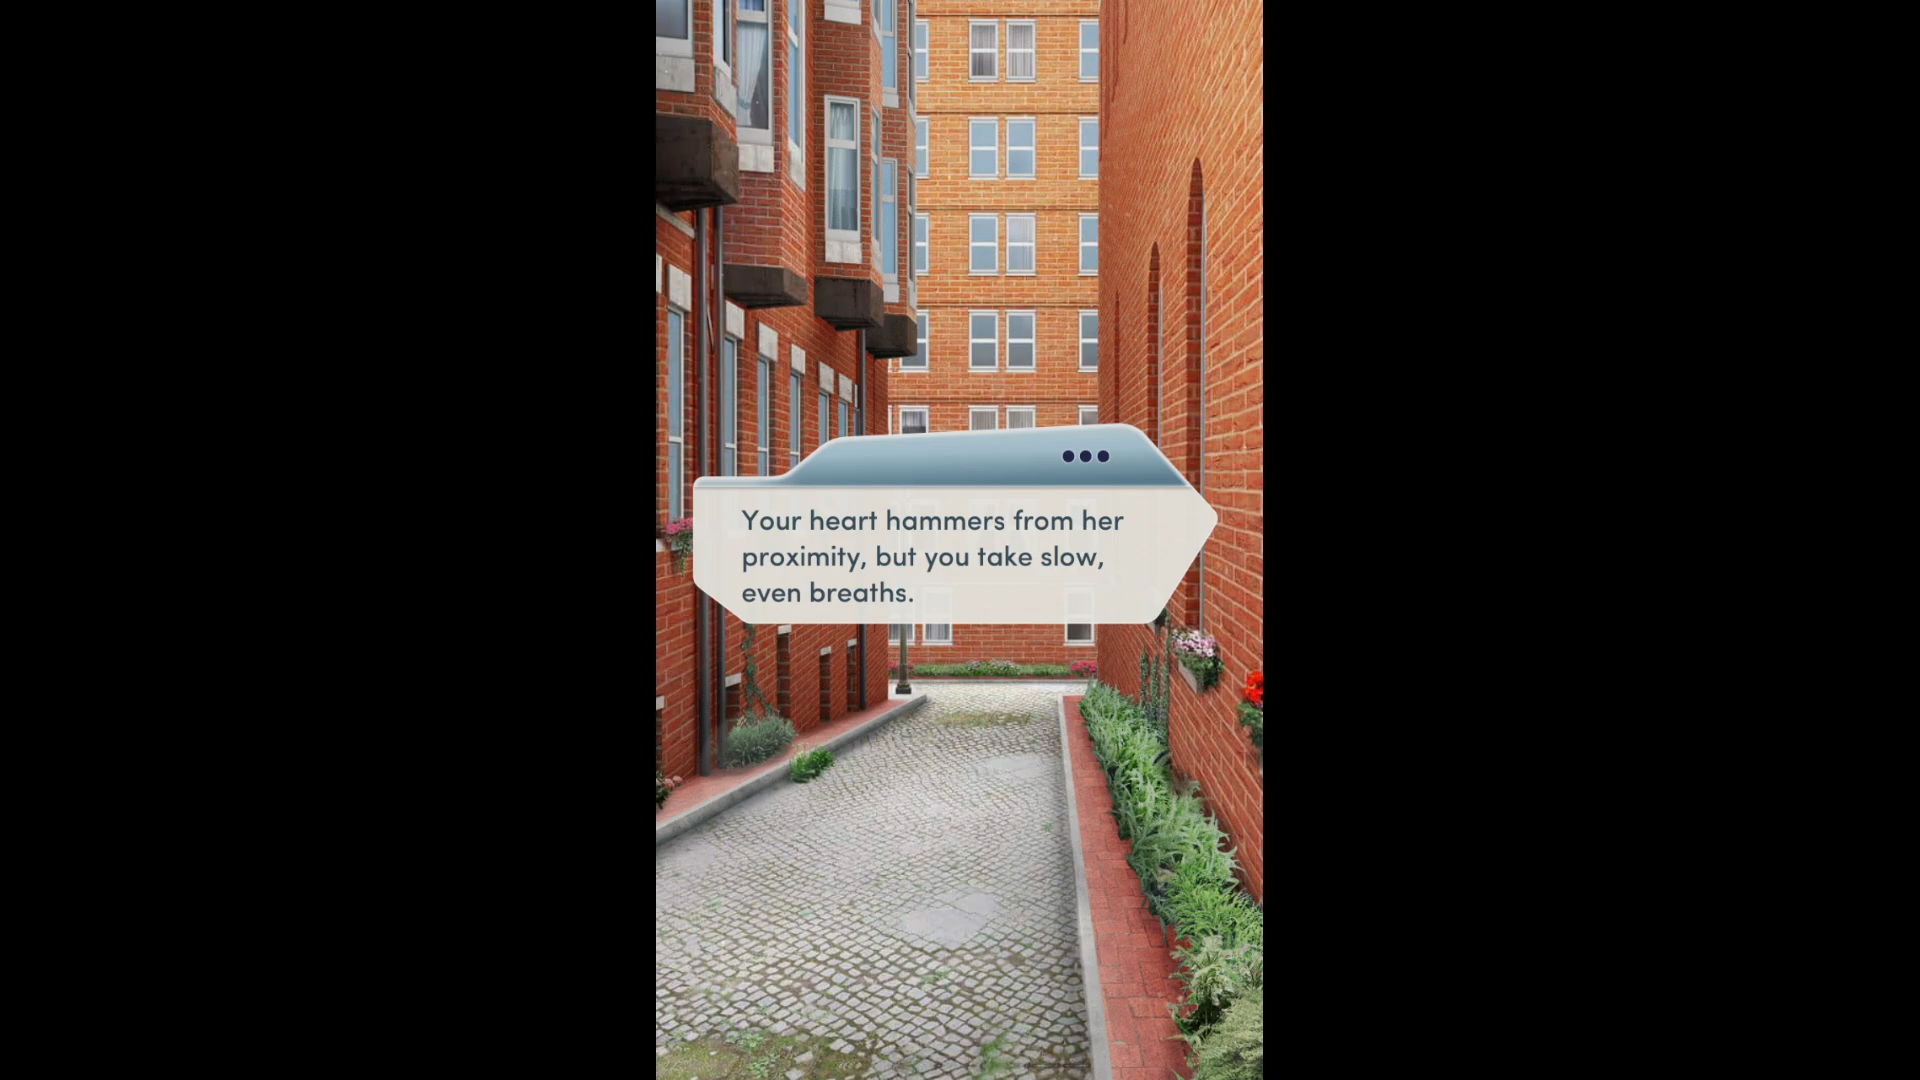 Your heart hammers from her
proximity, but you take slow,
even breaths.